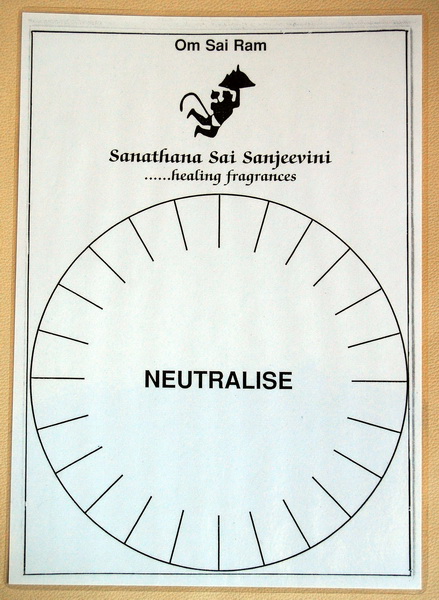 Om Sai Ram
Sanathana Sai Sanjeevini
......healing fragrances
NEUTRALISE